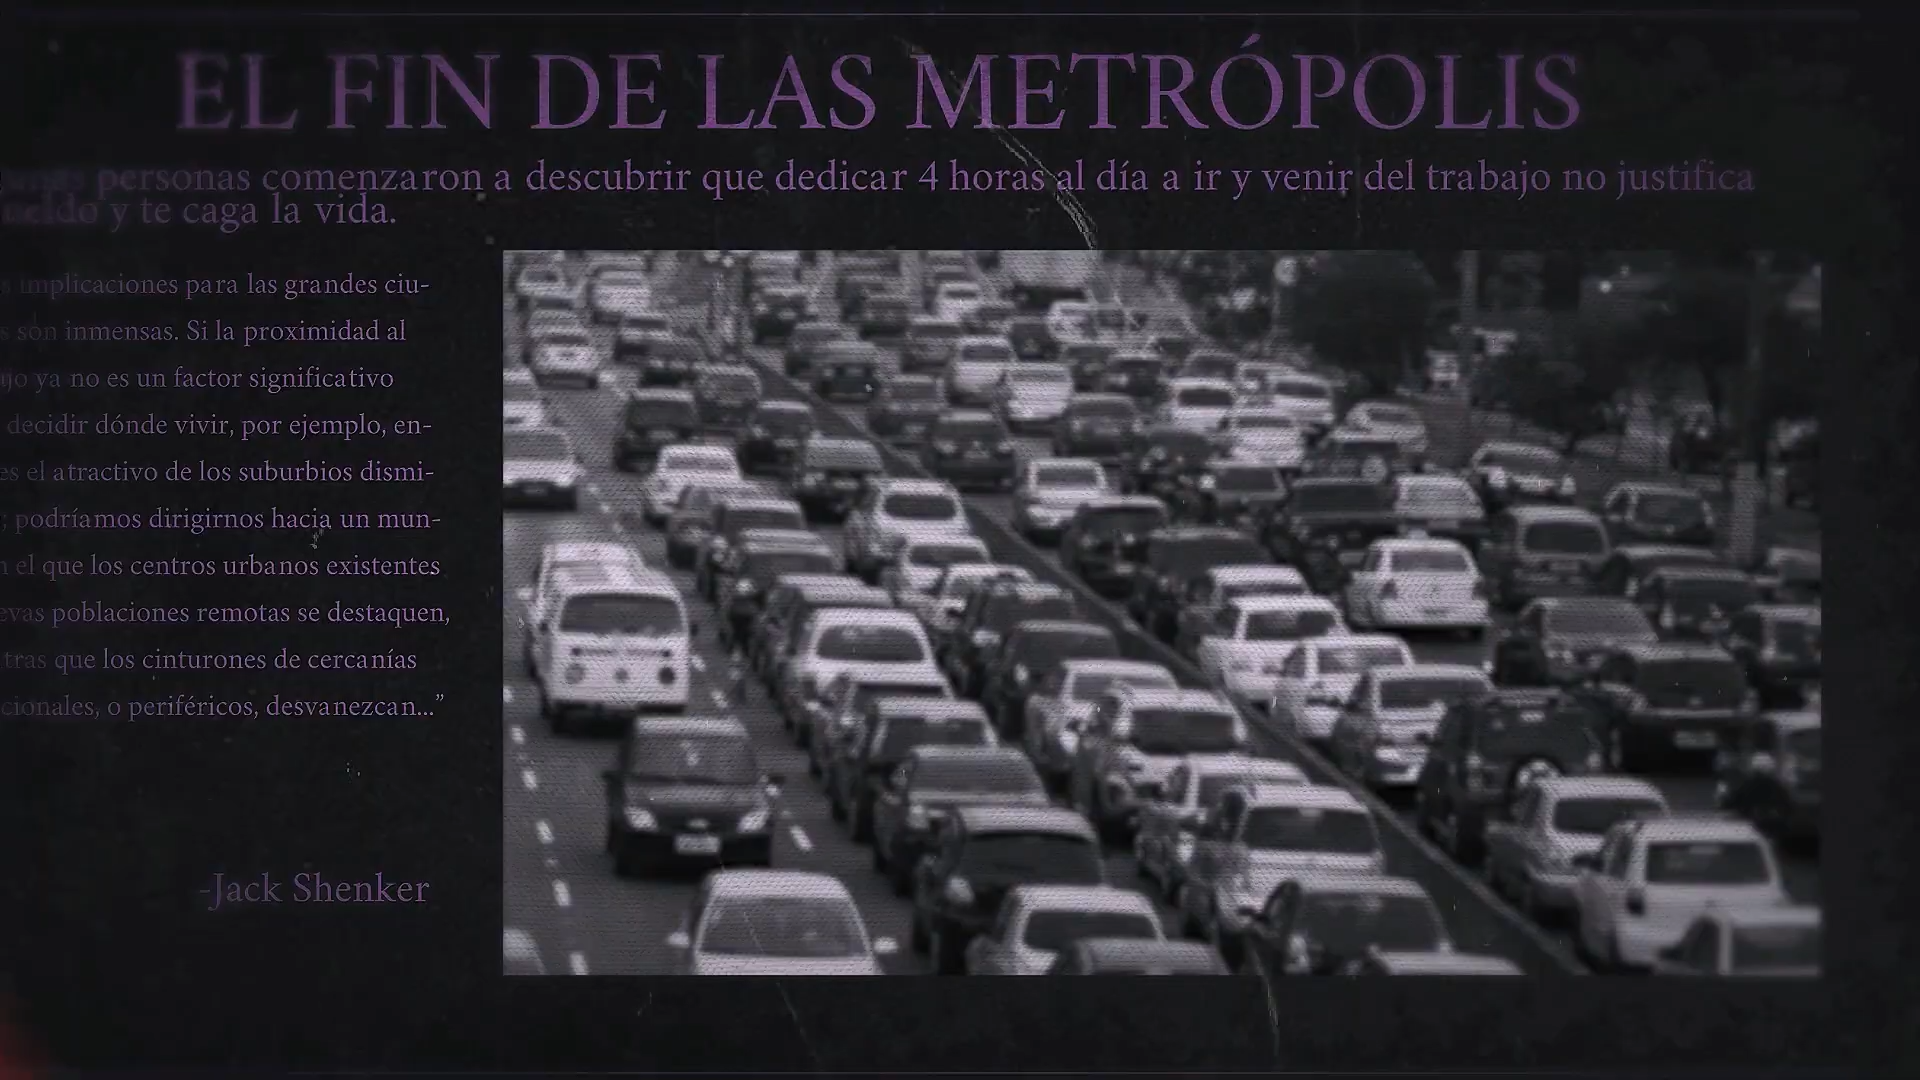 EL FIN DE LAS METRÓPOLIS
personas comenzaron a descubrir que dedicar 4 horas al día a ir y venir del trabajo no justifica
y te caga la vida.
implicaciones para las grandes ciu-
son inmensas. Si la proximidad al
ya no es un factor significativo
decidir dónde vivir, por ejemplo, en-
el atractivo de los suburbios dismi-
podríamos dirigirnos hacia un mun-
el que los centros urbanos existentes
poblaciones remotas se destaquen,
que los cinturones de cercanías
o periféricos, desvanezcan...”
-Jack Shenker